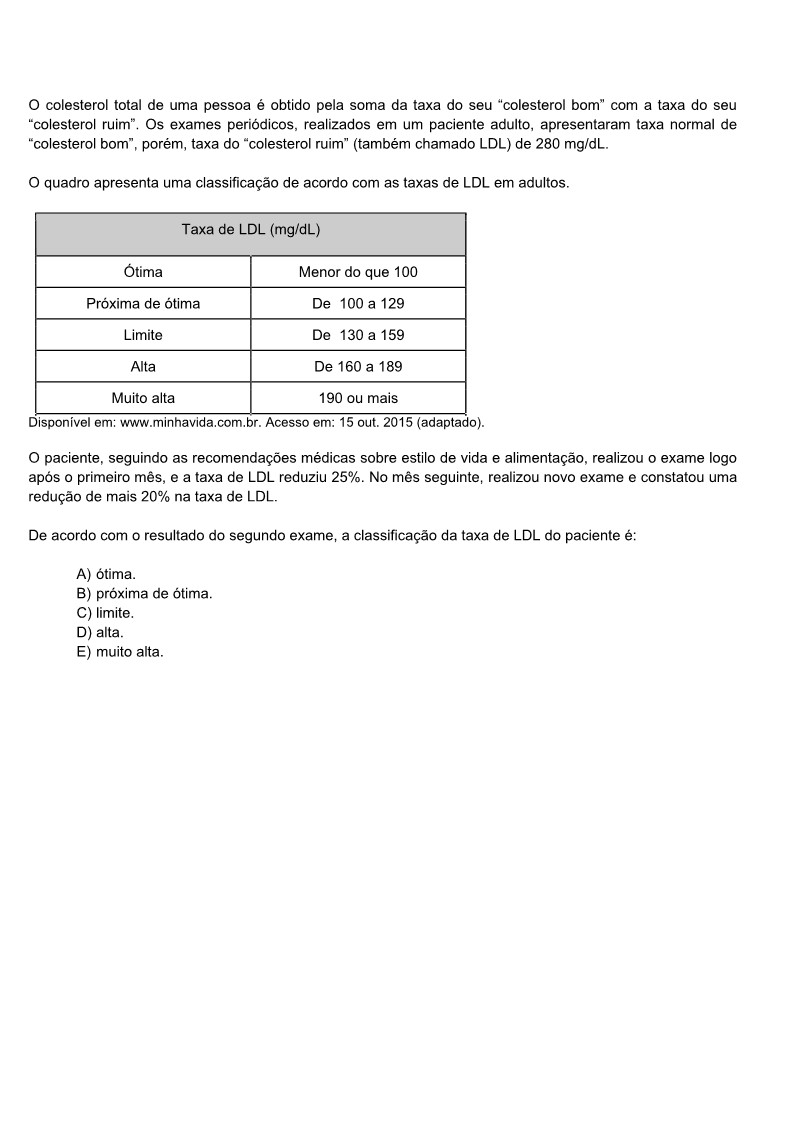 O colesterol total de uma pessoa é obtido pela soma da taxa do seu “colesterol bom” com a taxa do seu
“colesterol ruim”. Os exames periódicos, realizados em um paciente adulto, apresentaram taxa normal de
“colesterol bom”, porém, taxa do “colesterol ruim” (também chamado LDL) de 280 mg/dL.
O quadro apresenta uma classificação de acordo com as taxas de LDL em adultos.
Taxa de LDL (mg/dL)
Ótima Menor do que 100
Próxima de ótima De 100 a 129
Limite De 130 a 159
Alta De 160 a 189
Muito alta 190 ou mais
Disponível em: www.minhavida.com.br. Acesso em: 15 out. 2015 (adaptado).
O paciente, seguindo as recomendações médicas sobre estilo de vida e alimentação, realizou o exame logo
após o primeiro mês, e a taxa de LDL reduziu 25%. No mês seguinte, realizou novo exame e constatou uma
redução de mais 20% na taxa de LDL.
De acordo com o resultado do segundo exame, a classificação da taxa de LDL do paciente é:
A) ótima.
B) próxima de ótima.
C) limite.
D) alta.
E) muito alta.